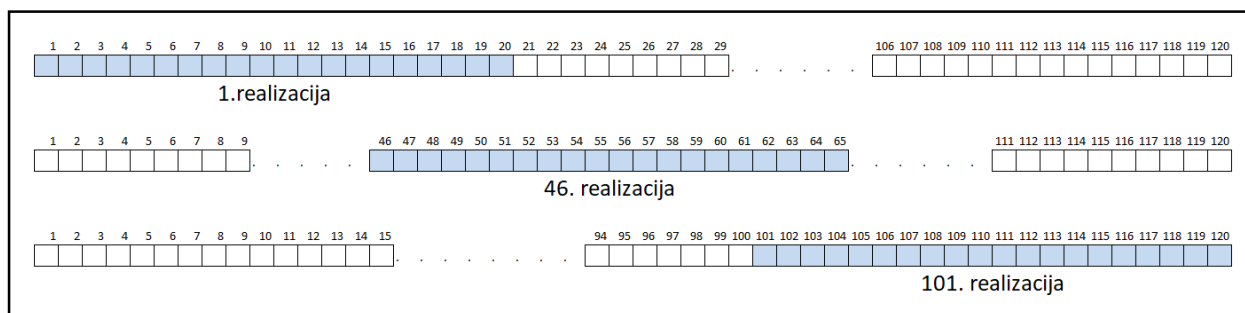 1 2 3 4 5 6 7 8 9 10 11 12 13 14 15 16 17 18 19 20 21 22 23 24 25 26 27 28 29 . . . . . . 106 107 108 109 110 111 112 113 114 115 116 117 118 119 120
1.realizacija
1 2 3 4 5 6 7 8 9 . . . . . 46 47 48 49 50 51 52 53 54 55 56 57 58 59 60 61 62 63 64 65 . . . . . . 111 112 113 114 115 116 117 118 119 120
46. realizacija
1 2 3 4 5 6 7 8 9 10 11 12 13 14 15 . . . . . . . . 94 95 96 97 98 99 100 101 102 103 104 105 106 107 108 109 110 111 112 113 114 115 116 117 118 119 120
101. realizacija